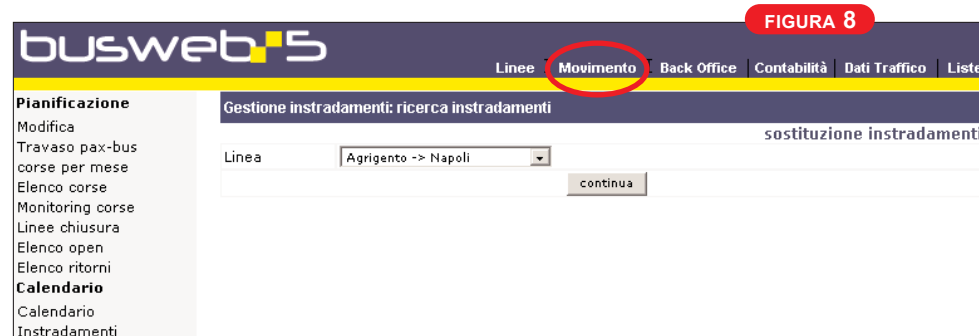 FIGURA 8
busweb 5
Linee | Movimento | Back Office | Contabilità | Dati Traffico | Liste
Pianificazione
Modifica
Travaso pax-bus
corse per mese
Elenco corse
Monitoring corse
Linee chiusura
Elenco open
Elenco ritorni
Calendario
Calendario
Instradamenti
Gestione instradamenti: ricerca instradamenti
sostituzione instradamenti
Linea Agrigento -> Napoli
continua